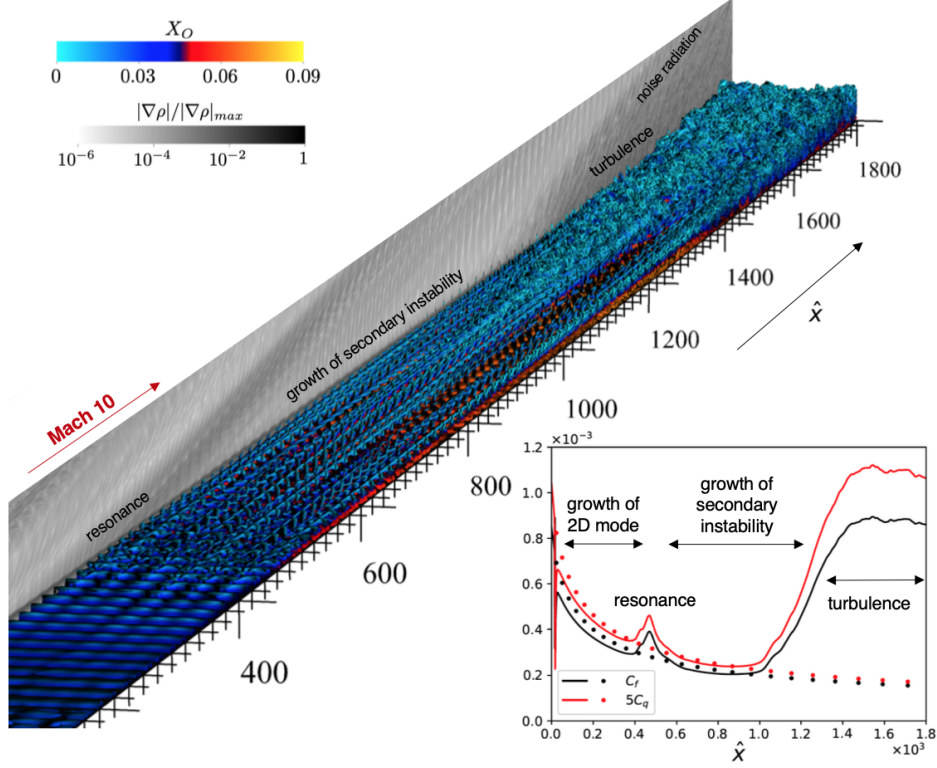 X_O
0 0.03 0.06 0.09
|∇ρ|/|∇ρ|_max
10^-6 10^-4 10^-2 1
noise radiation
turbulence
growth of secondary instability
Mach 10
resonance
x̂
1800
1600
1400
1200
1000
800
600
400
×10^-3
1.2
1.0
0.8
0.6
0.4
0.2
0.0
growth of
2D mode
growth of
secondary
instability
resonance
turbulence
C_f
5C_q
0.0 0.2 0.4 0.6 0.8 1.0 1.2 1.4 1.6 1.8
×10^3
x̂